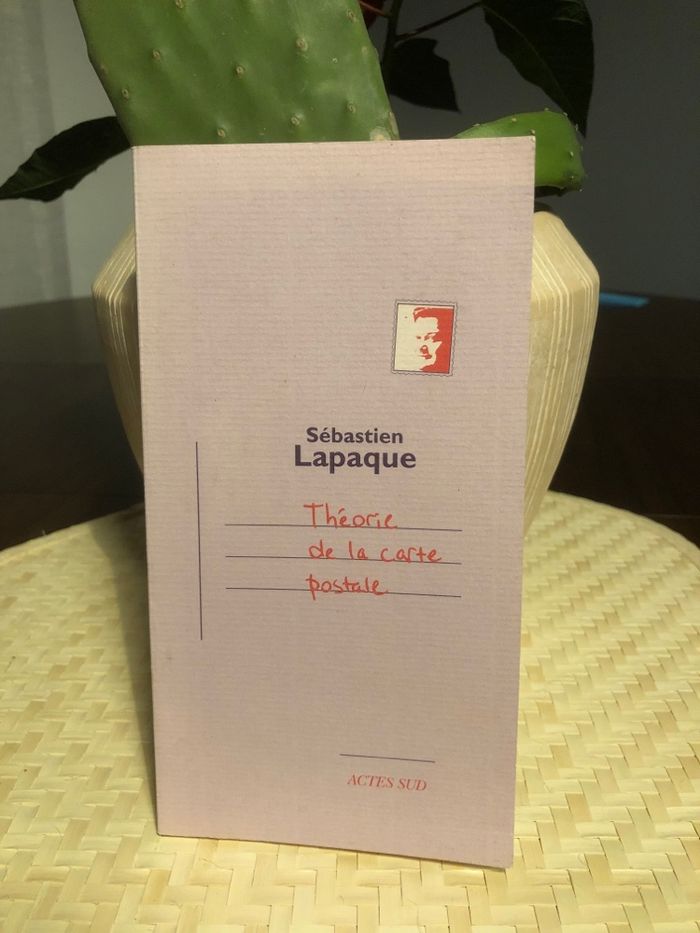 Sébastien
Lapaque
Théorie
de la carte
postale
ACTES SUD